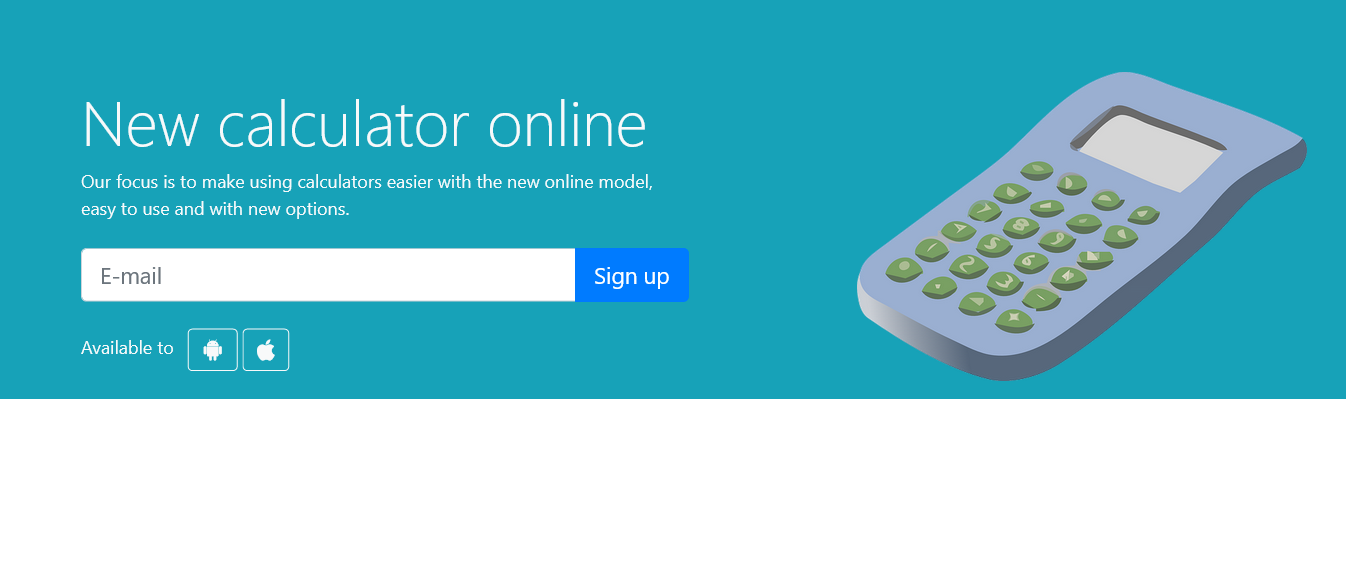 New calculator online
Our focus is to make using calculators easier with the new online model,
easy to use and with new options.
E-mail
Sign up
Available to